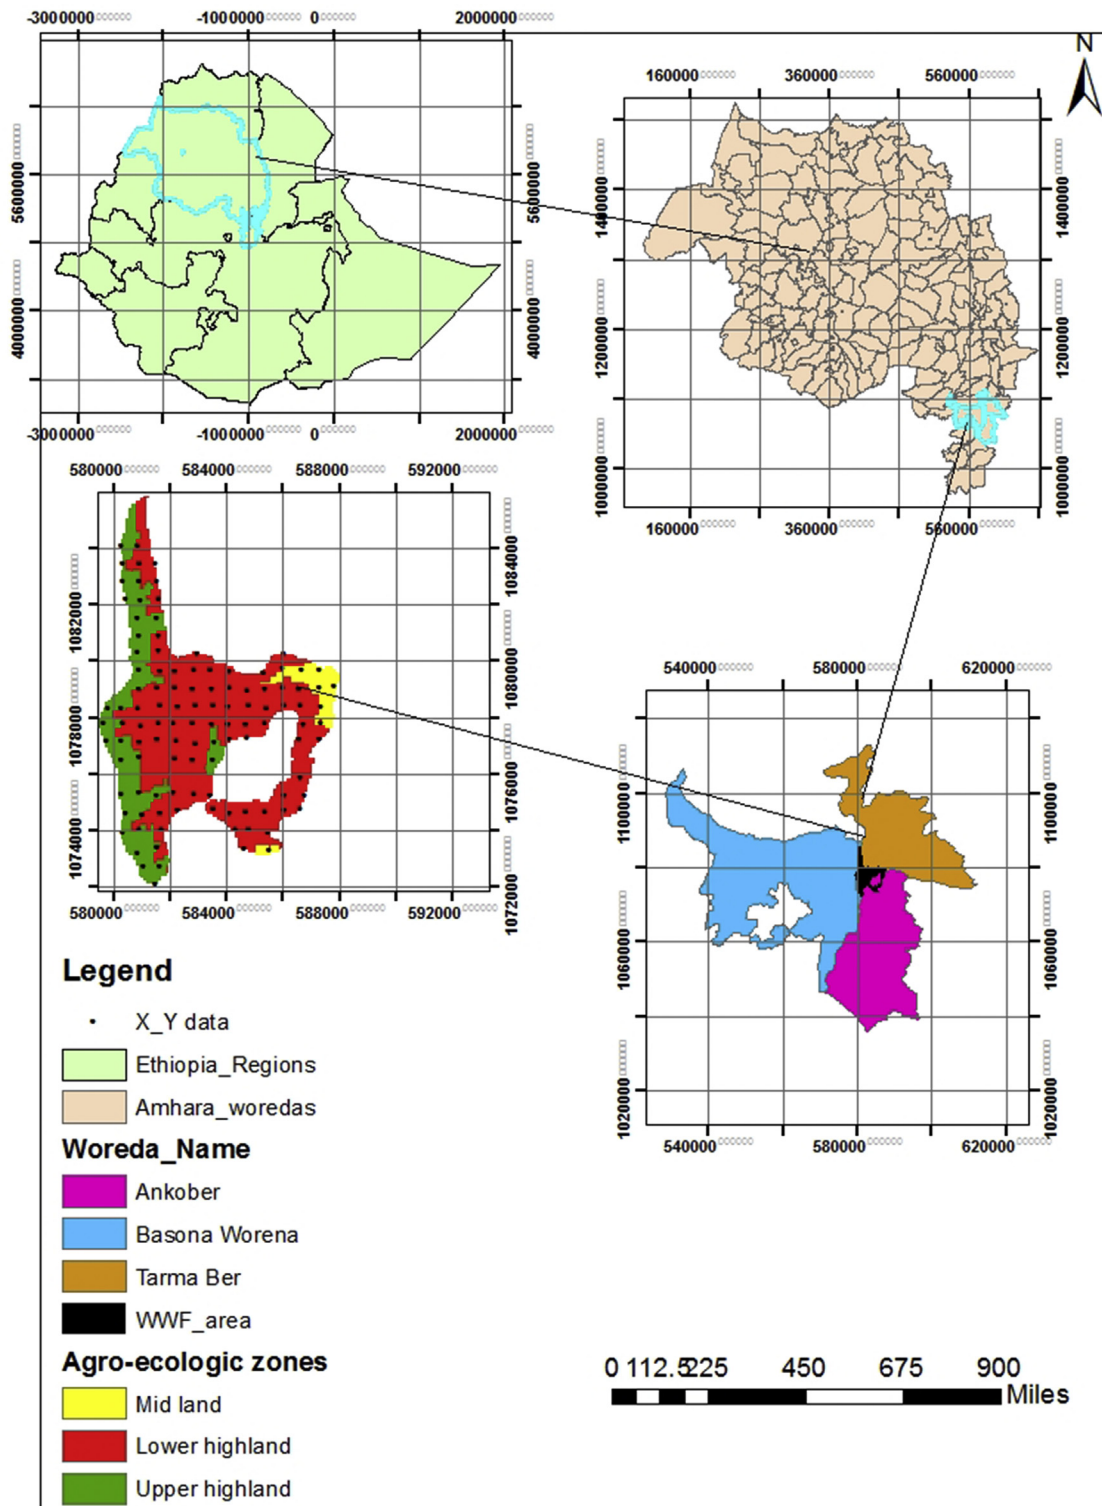 -3000000 -1000000 0 2000000
N
160000 360000 560000
5600000 5600000
4000000 4000000
1400000 1400000
1200000 1200000
1000000 1000000
-3000000 -1000000 0 2000000
580000 584000 588000 592000
160000 360000 560000
1084000
1082000
1080000
1078000
1076000
1074000
1072000
580000 584000 588000 592000
540000 580000 620000
1100000 1100000
1060000 1060000
1020000 1020000
540000 580000 620000
Legend
X_Y data
Ethiopia_Regions
Amhara_woredas
Woreda_Name
Ankober
Basona Worena
Tarma Ber
WWF_area
Agro-ecologic zones
Mid land
Lower highland
Upper highland
0 112.5 225 450 675 900
Miles